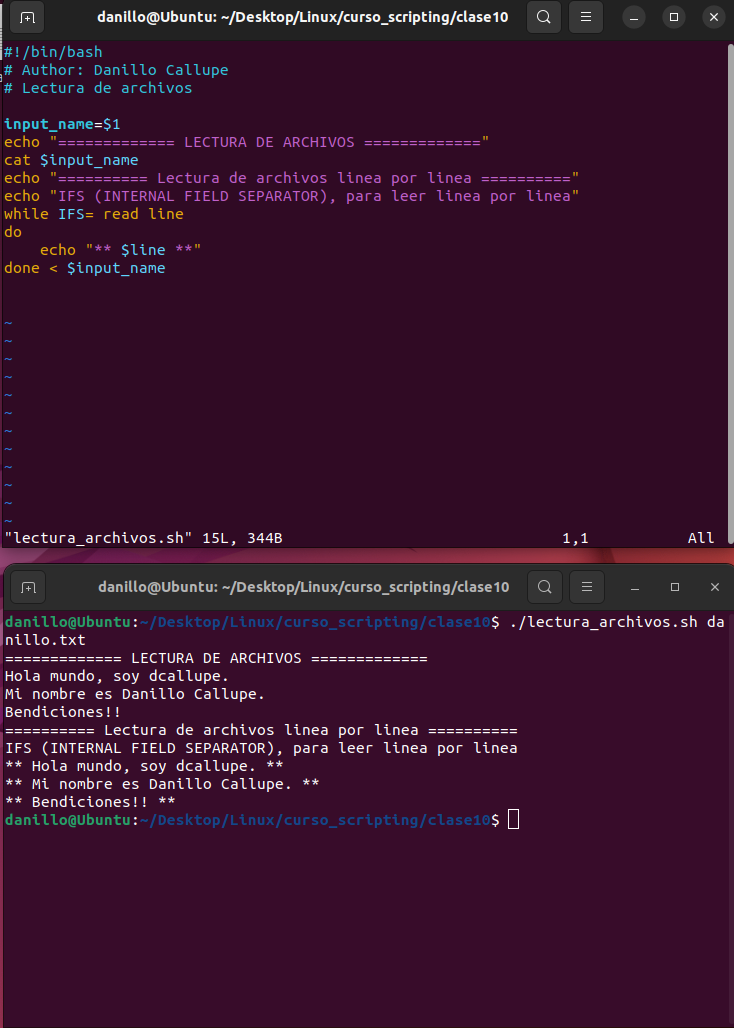 danillo@Ubuntu: ~/Desktop/Linux/curso_scripting/clase10
#!/bin/bash
# Author: Danillo Callupe
# Lectura de archivos
input_name=$1
echo "============= LECTURA DE ARCHIVOS ============="
cat $input_name
echo "========== Lectura de archivos linea por linea =========="
echo "IFS (INTERNAL FIELD SEPARATOR), para leer linea por linea"
while IFS= read line
do
    echo "** $line **"
done < $input_name
~
~
~
~
~
~
~
~
~
~
~
~
"lectura_archivos.sh" 15L, 344B 1,1 All
danillo@Ubuntu: ~/Desktop/Linux/curso_scripting/clase10
danillo@Ubuntu:~/Desktop/Linux/curso_scripting/clase10$ ./lectura_archivos.sh da
nillo.txt
============= LECTURA DE ARCHIVOS =============
Hola mundo, soy dcallupe.
Mi nombre es Danillo Callupe.
Bendiciones!!
========== Lectura de archivos linea por linea ==========
IFS (INTERNAL FIELD SEPARATOR), para leer linea por linea
** Hola mundo, soy dcallupe. **
** Mi nombre es Danillo Callupe. **
** Bendiciones!! **
danillo@Ubuntu:~/Desktop/Linux/curso_scripting/clase10$